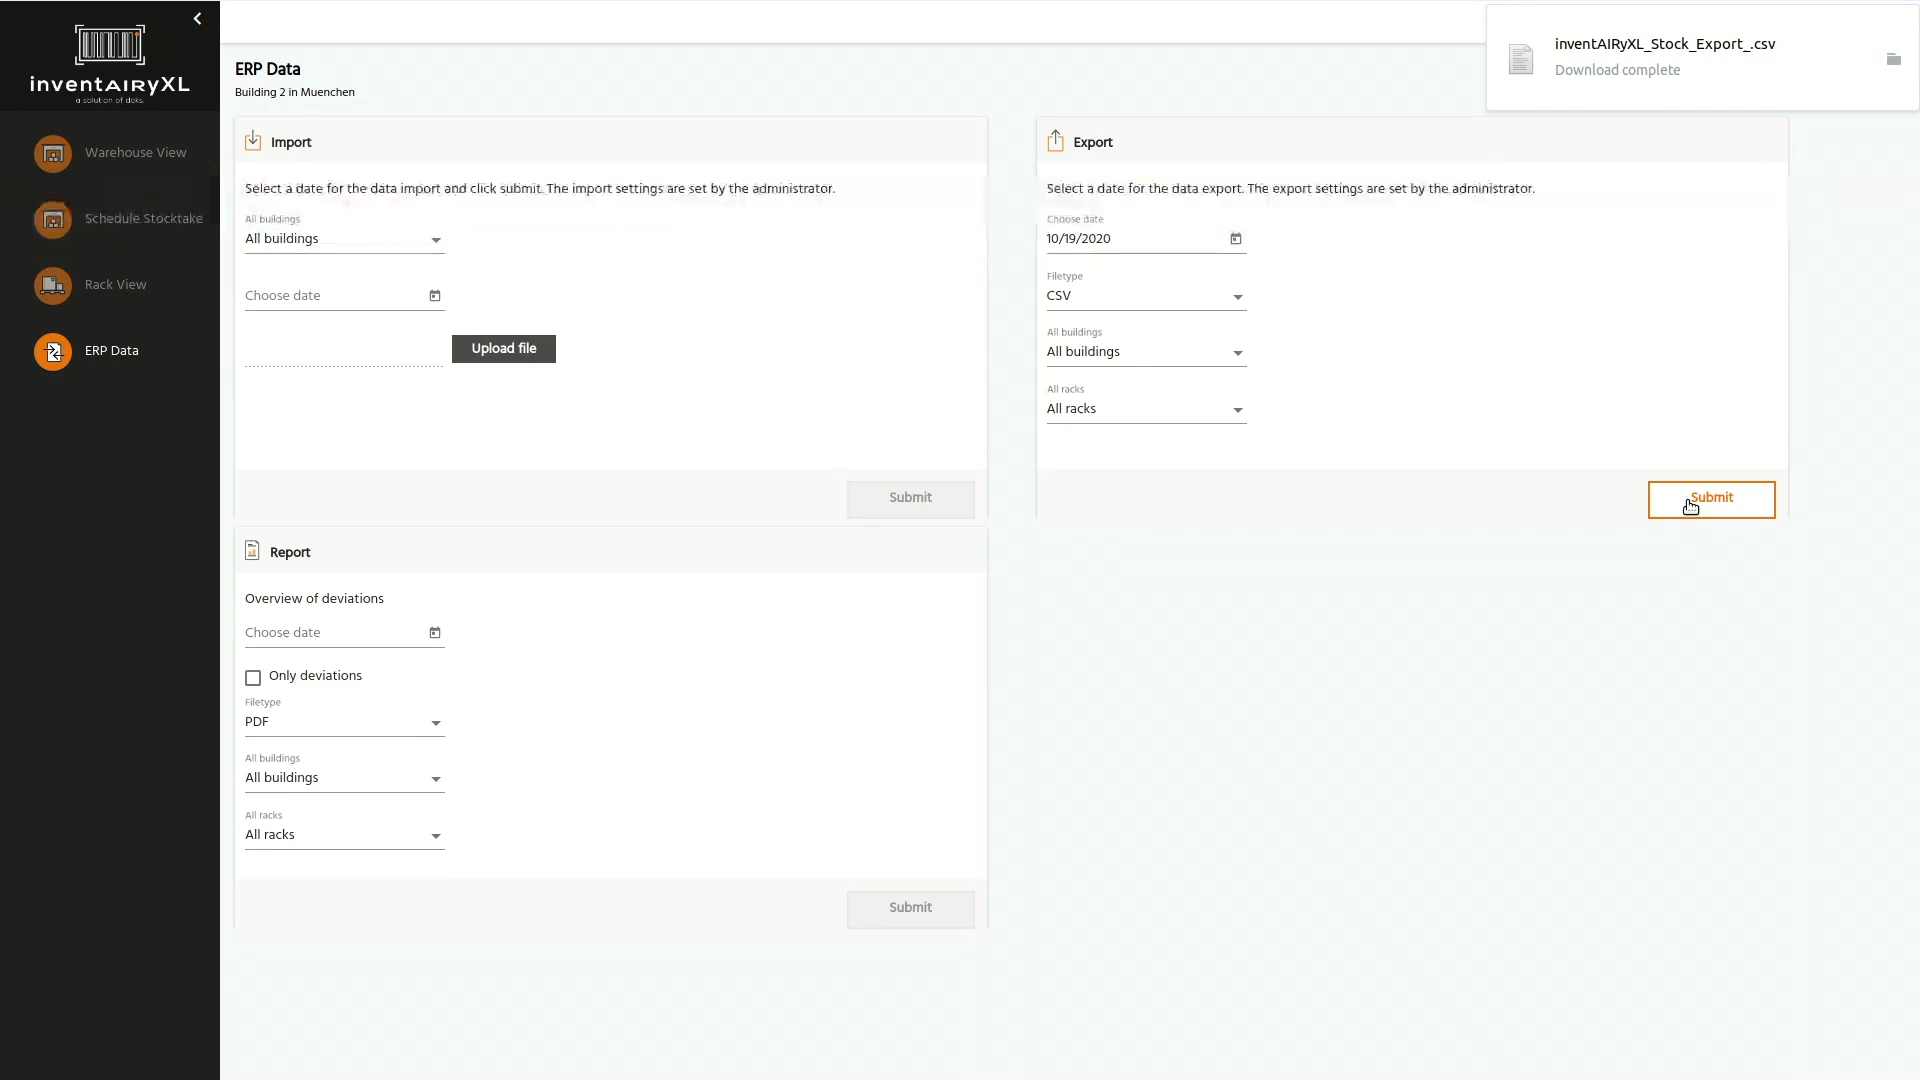 inventAIRyXL
a solution of doks.
Warehouse View
Schedule Stocktake
Rack View
ERP Data
inventAIRyXL_Stock_Export_.csv
Download complete
ERP Data
Building 2 in Muenchen
Import
Select a date for the data import and click submit. The import settings are set by the administrator.
All buildings
All buildings
Choose date
Upload file
Submit
Export
Select a date for the data export. The export settings are set by the administrator.
Choose date
10/19/2020
Filetype
CSV
All buildings
All buildings
All racks
All racks
Submit
Report
Overview of deviations
Choose date
Only deviations
Filetype
PDF
All buildings
All buildings
All racks
All racks
Submit